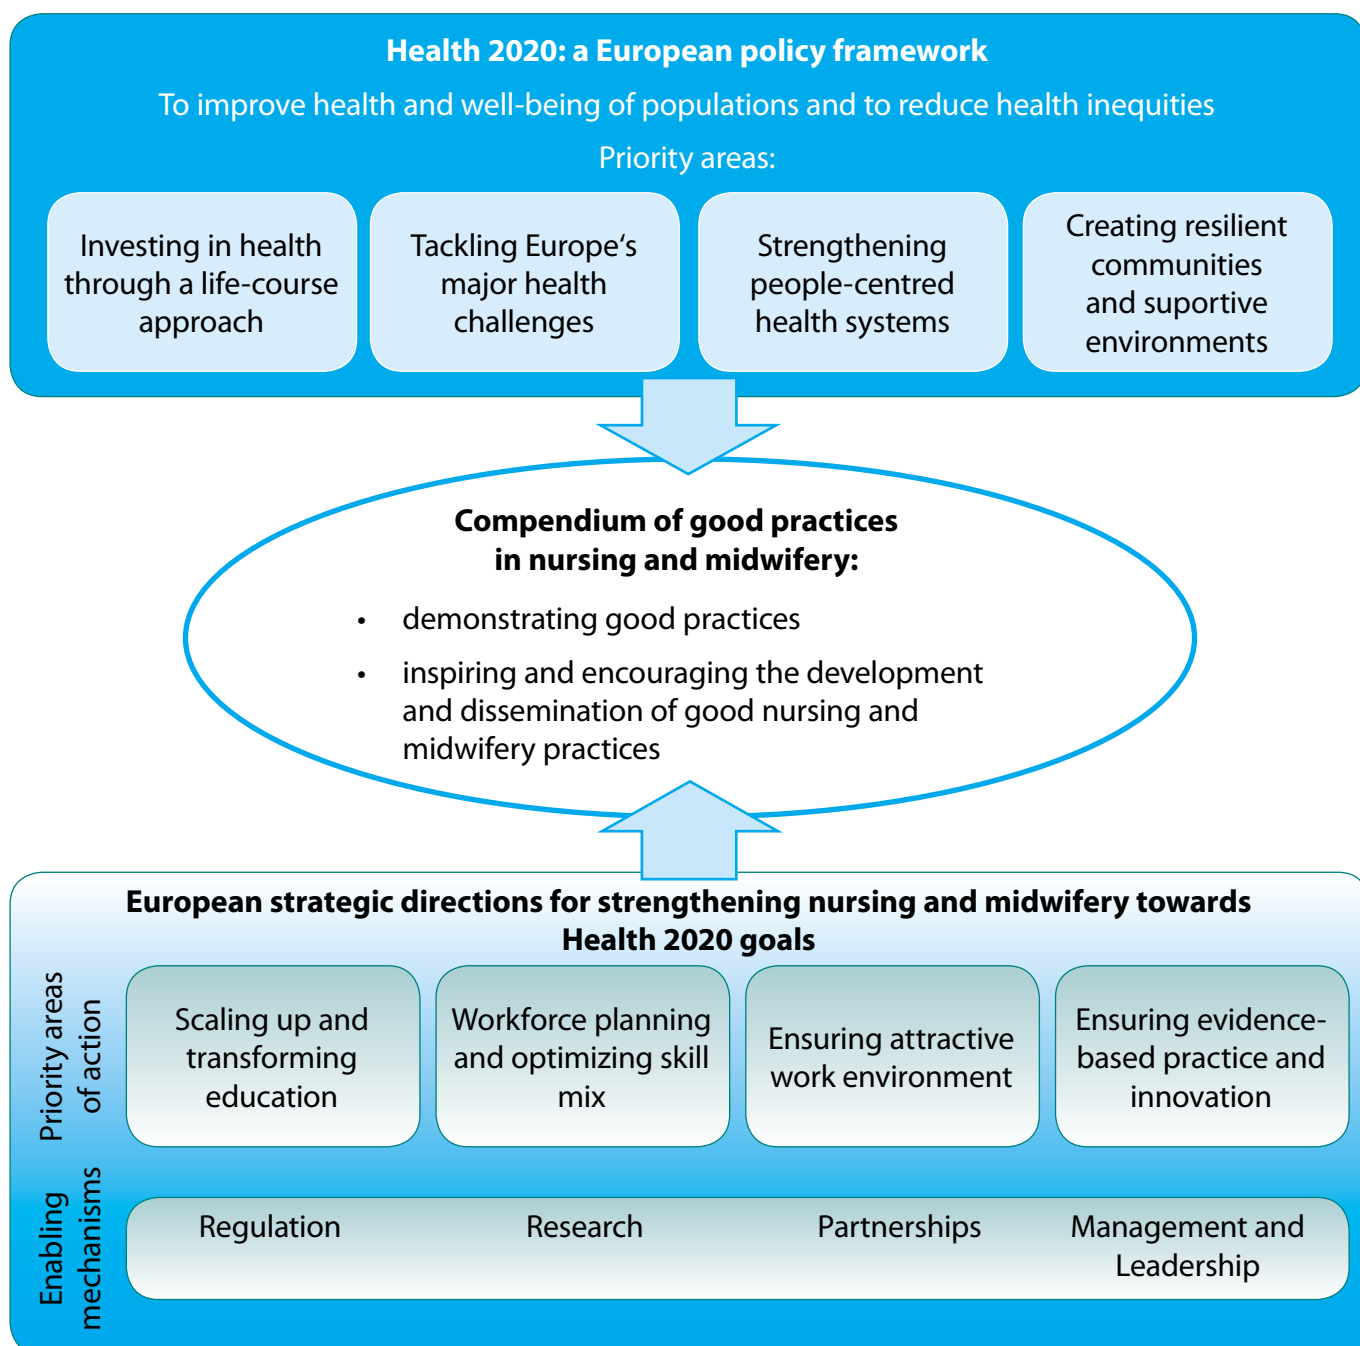 Health 2020: a European policy framework
To improve health and well-being of populations and to reduce health inequities
Priority areas:
Investing in health
through a life-course
approach
Tackling Europe‘s
major health
challenges
Strengthening
people-centred
health systems
Creating resilient
communities
and suportive
environments
Compendium of good practices
in nursing and midwifery:
• demonstrating good practices
• inspiring and encouraging the development
and dissemination of good nursing and
midwifery practices
European strategic directions for strengthening nursing and midwifery towards
Health 2020 goals
Priority areas
of action
Scaling up and
transforming
education
Workforce planning
and optimizing skill
mix
Ensuring attractive
work environment
Ensuring evidence-
based practice and
innovation
Enabling
mechanisms
Regulation
Research
Partnerships
Management and
Leadership